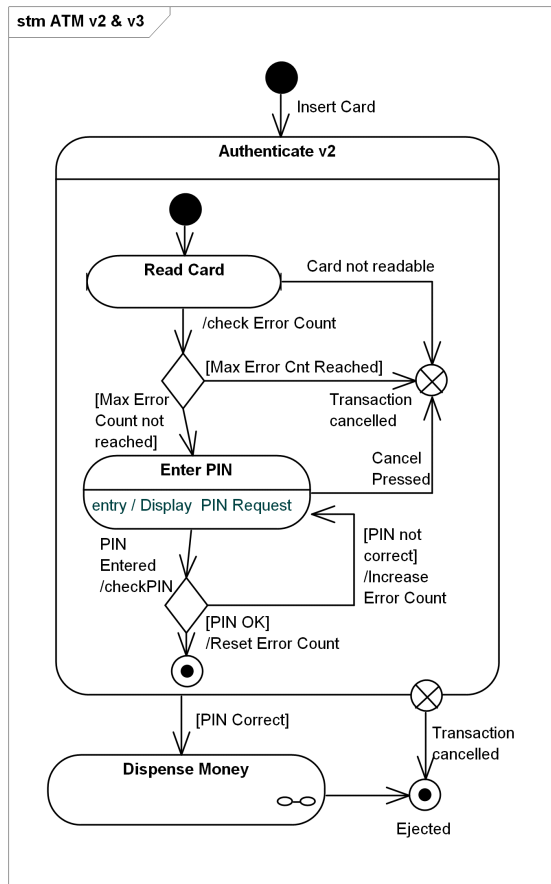 stm ATM v2 & v3
Insert Card
Authenticate v2
Read Card
Card not readable
/check Error Count
[Max Error Cnt Reached]
[Max Error
Count not
reached]
Transaction
cancelled
Cancel
Pressed
Enter PIN
entry / Display  PIN Request
PIN
Entered
/checkPIN
[PIN not
correct]
/Increase
Error Count
[PIN OK]
/Reset Error Count
[PIN Correct]
Transaction
cancelled
Dispense Money
Ejected